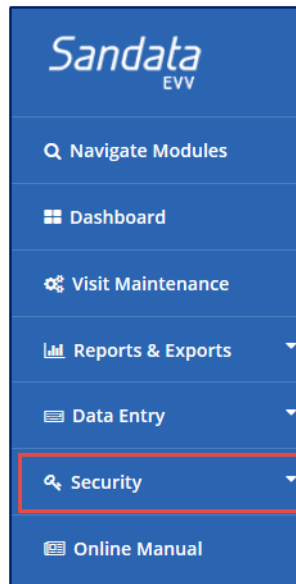 Sandata
EVV
Navigate Modules
Dashboard
Visit Maintenance
Reports & Exports
Data Entry
Security
Online Manual